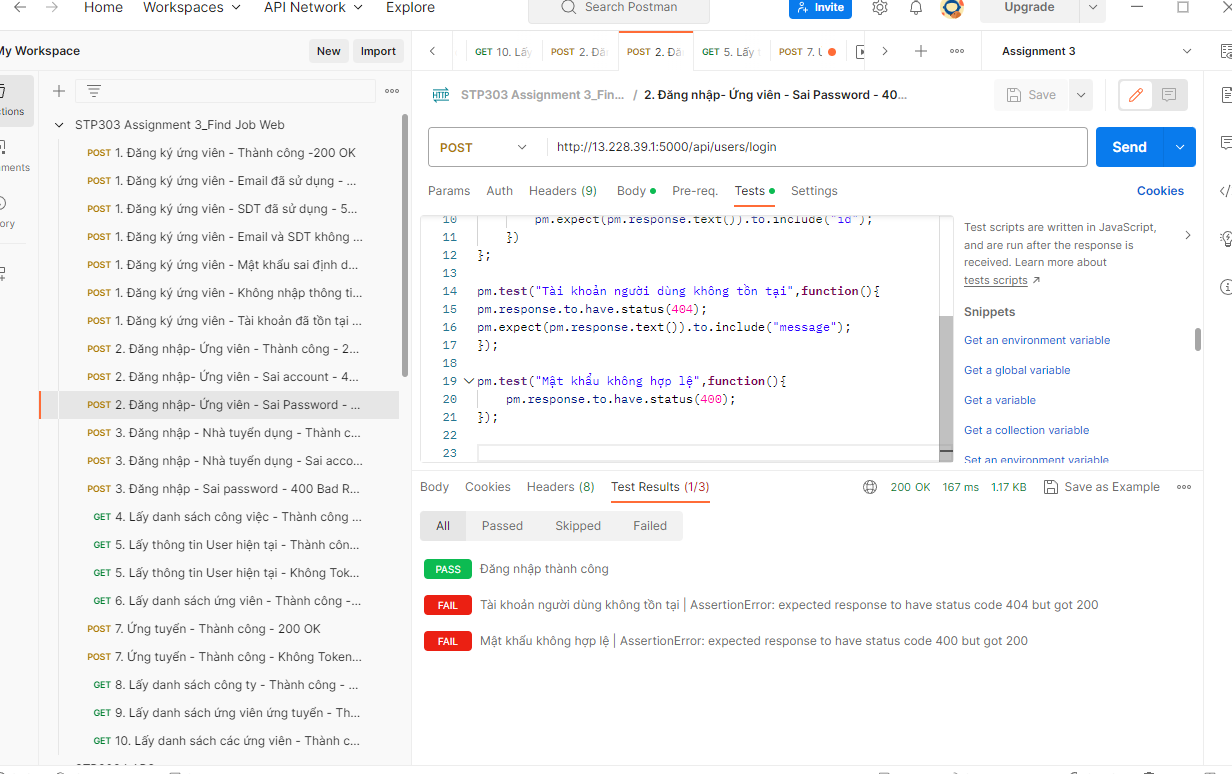 Home Workspaces API Network Explore Search Postman Invite Upgrade
My Workspace New Import GET 10. Lấy POST 2. Đă POST 2. Đă GET 5. Lấy POST 7. Assignment 3
STP303 Assignment 3_Find... / 2. Đăng nhập- Ứng viên - Sai Password - 40... Save
STP303 Assignment 3_Find Job Web
POST 1. Đăng ký ứng viên - Thành công -200 OK
POST 1. Đăng ký ứng viên - Email đã sử dụng - ...
POST 1. Đăng ký ứng viên - SDT đã sử dụng - 5...
POST 1. Đăng ký ứng viên - Email và SDT không ...
POST 1. Đăng ký ứng viên - Mật khẩu sai định d...
POST 1. Đăng ký ứng viên - Không nhập thông ti...
POST 1. Đăng ký ứng viên - Tài khoản đã tồn tại ...
POST 2. Đăng nhập- Ứng viên - Thành công - 2...
POST 2. Đăng nhập- Ứng viên - Sai account - 4...
POST 2. Đăng nhập- Ứng viên - Sai Password - ...
POST 3. Đăng nhập - Nhà tuyển dụng - Thành c...
POST 3. Đăng nhập - Nhà tuyển dụng - Sai acco...
POST 3. Đăng nhập - Sai password - 400 Bad R...
GET 4. Lấy danh sách công việc - Thành công ...
GET 5. Lấy thông tin User hiện tại - Thành côn...
GET 5. Lấy thông tin User hiện tại - Không Tok...
GET 6. Lấy danh sách ứng viên - Thành công -...
POST 7. Ứng tuyển - Thành công - 200 OK
POST 7. Ứng tuyển - Thành công - Không Token...
GET 8. Lấy danh sách công ty - Thành công - ...
GET 9. Lấy danh sách ứng viên ứng tuyển - Th...
GET 10. Lấy danh sách các ứng viên - Thành c...
POST http://13.228.39.1:5000/api/users/login Send
Params Auth Headers (9) Body Pre-req. Tests Settings Cookies
10 pm.expect(pm.response.text()).to.include("id");
11 })
12 };
13
14 pm.test("Tài khoản người dùng không tồn tại",function(){
15 pm.response.to.have.status(404);
16 pm.expect(pm.response.text()).to.include("message");
17 });
18
19 pm.test("Mật khẩu không hợp lệ",function(){
20 pm.response.to.have.status(400);
21 });
22
23
Test scripts are written in JavaScript,
and are run after the response is
received. Learn more about
tests scripts
Snippets
Get an environment variable
Get a global variable
Get a variable
Get a collection variable
Set an environment variable
Body Cookies Headers (8) Test Results (1/3) 200 OK 167 ms 1.17 KB Save as Example
All Passed Skipped Failed
PASS Đăng nhập thành công
FAIL Tài khoản người dùng không tồn tại | AssertionError: expected response to have status code 404 but got 200
FAIL Mật khẩu không hợp lệ | AssertionError: expected response to have status code 400 but got 200